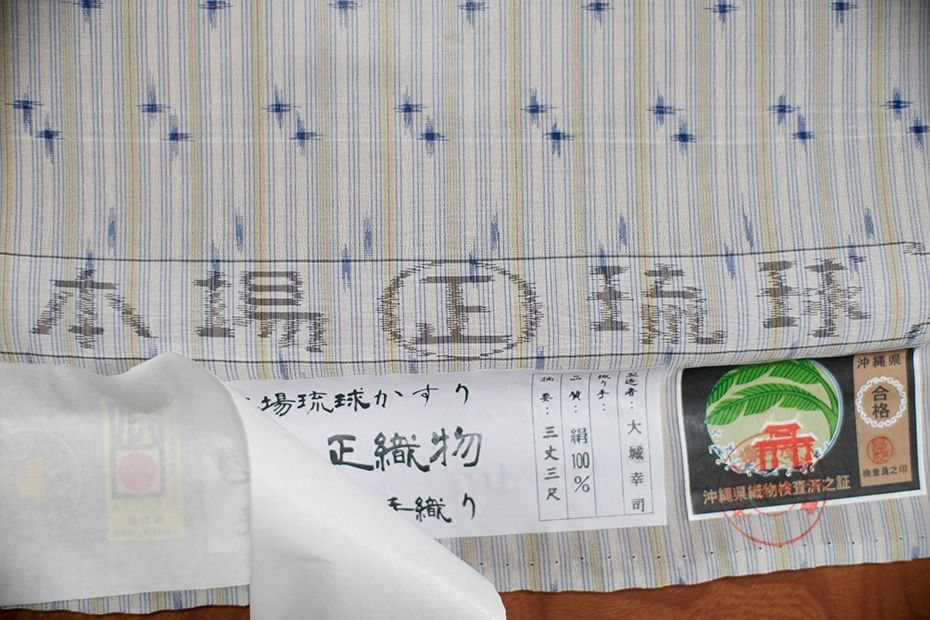 本場㊣琉球
場琉球かすり
正織物
手織り
製造者：大城幸司
織り手：
品質：絹100%
摘要：三丈三尺
沖縄県
合格
検査員之印
沖縄県織物検査済之証